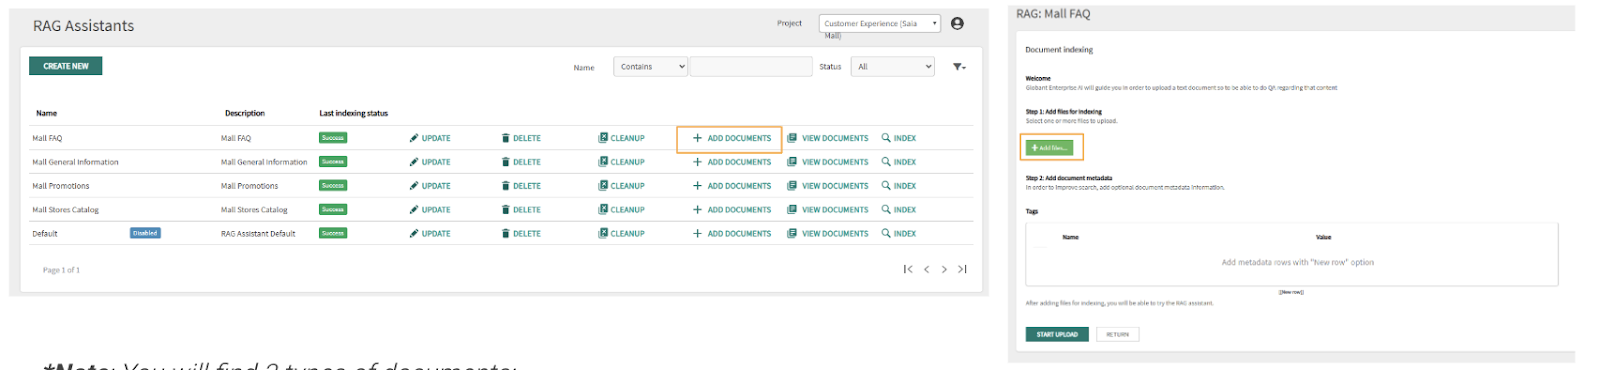 RAG Assistants
Project Customer Experience (Sala Mall)
CREATE NEW
Name Contains Status All
Name Description Last indexing status
Mall FAQ Mall FAQ Success UPDATE DELETE CLEANUP ADD DOCUMENTS VIEW DOCUMENTS INDEX
Mall General Information Mall General Information Success UPDATE DELETE CLEANUP ADD DOCUMENTS VIEW DOCUMENTS INDEX
Mall Promotions Mall Promotions Success UPDATE DELETE CLEANUP ADD DOCUMENTS VIEW DOCUMENTS INDEX
Mall Stores Catalog Mall Stores Catalog Success UPDATE DELETE CLEANUP ADD DOCUMENTS VIEW DOCUMENTS INDEX
Default Disabled RAG Assistant Default Success UPDATE DELETE CLEANUP ADD DOCUMENTS VIEW DOCUMENTS INDEX
Page 1 of 1
RAG: Mall FAQ
Document indexing
Welcome
Globant Enterprise AI will guide you in order to upload a text document so to be able to do QA regarding that content
Step 1: Add files for indexing
Select one or more files to upload.
+ Add files...
Step 2: Add document metadata
In order to improve search, add optional document metadata information.
Tags
Name Value
Add metadata rows with "New row" option
[[New row]]
After adding files for indexing, you will be able to try the RAG assistant.
START UPLOAD RETURN
*Note: You will find 2 types of documents: